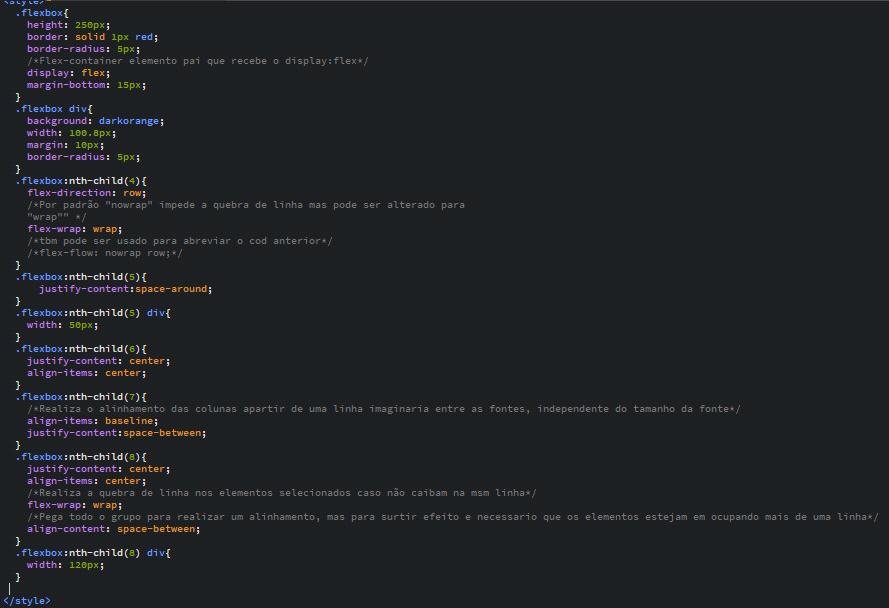 <style>
.flexbox{
height: 250px;
border: solid 1px red;
border-radius: 5px;
/*Flex-container elemento pai que recebe o display:flex*/
display: flex;
margin-bottom: 15px;
}
.flexbox div{
background: darkorange;
width: 100.8px;
margin: 10px;
border-radius: 5px;
}
.flexbox:nth-child(4){
flex-direction: row;
/*Por padrão "nowrap" impede a quebra de linha mas pode ser alterado para
"wrap"" */
flex-wrap: wrap;
/*tbm pode ser usado para abreviar o cod anterior*/
/*flex-flow: nowrap row;*/
}
.flexbox:nth-child(5){
justify-content:space-around;
}
.flexbox:nth-child(5) div{
width: 50px;
}
.flexbox:nth-child(6){
justify-content: center;
align-items: center;
}
.flexbox:nth-child(7){
/*Realiza o alinhamento das colunas apartir de uma linha imaginaria entre as fontes, independente do tamanho da fonte*/
align-items: baseline;
justify-content:space-between;
}
.flexbox:nth-child(8){
justify-content: center;
align-items: center;
/*Realiza a quebra de linha nos elementos selecionados caso não caibam na msm linha*/
flex-wrap: wrap;
/*Pega todo o grupo para realizar um alinhamento, mas para surtir efeito e necessario que os elementos estejam em ocupando mais de uma linha*/
align-content: space-between;
}
.flexbox:nth-child(8) div{
width: 120px;
}
</style>